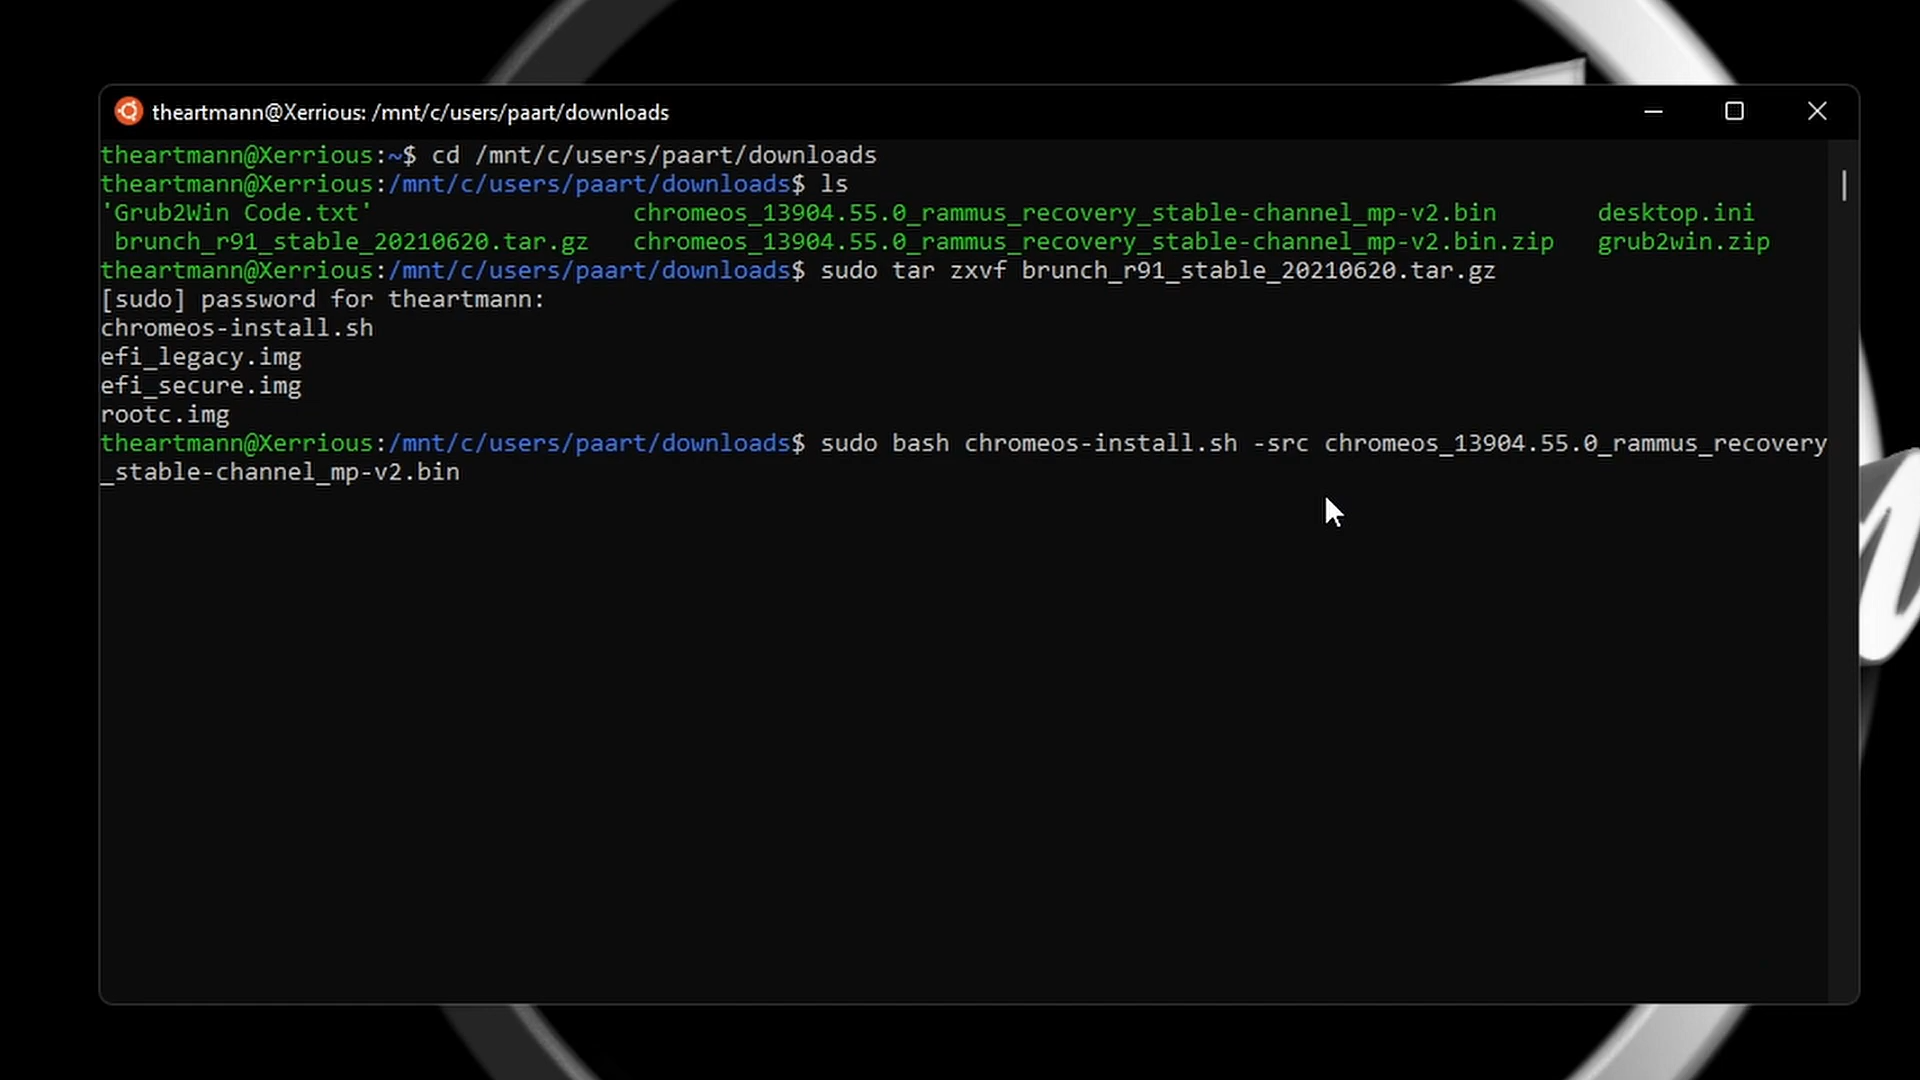 theartmann@Xerrious: /mnt/c/users/paart/downloads
theartmann@Xerrious:~$ cd /mnt/c/users/paart/downloads
theartmann@Xerrious:/mnt/c/users/paart/downloads$ ls
'Grub2Win Code.txt' chromeos_13904.55.0_rammus_recovery_stable-channel_mp-v2.bin desktop.ini
brunch_r91_stable_20210620.tar.gz chromeos_13904.55.0_rammus_recovery_stable-channel_mp-v2.bin.zip grub2win.zip
theartmann@Xerrious:/mnt/c/users/paart/downloads$ sudo tar zxvf brunch_r91_stable_20210620.tar.gz
[sudo] password for theartmann:
chromeos-install.sh
efi_legacy.img
efi_secure.img
rootc.img
theartmann@Xerrious:/mnt/c/users/paart/downloads$ sudo bash chromeos-install.sh -src chromeos_13904.55.0_rammus_recovery
_stable-channel_mp-v2.bin